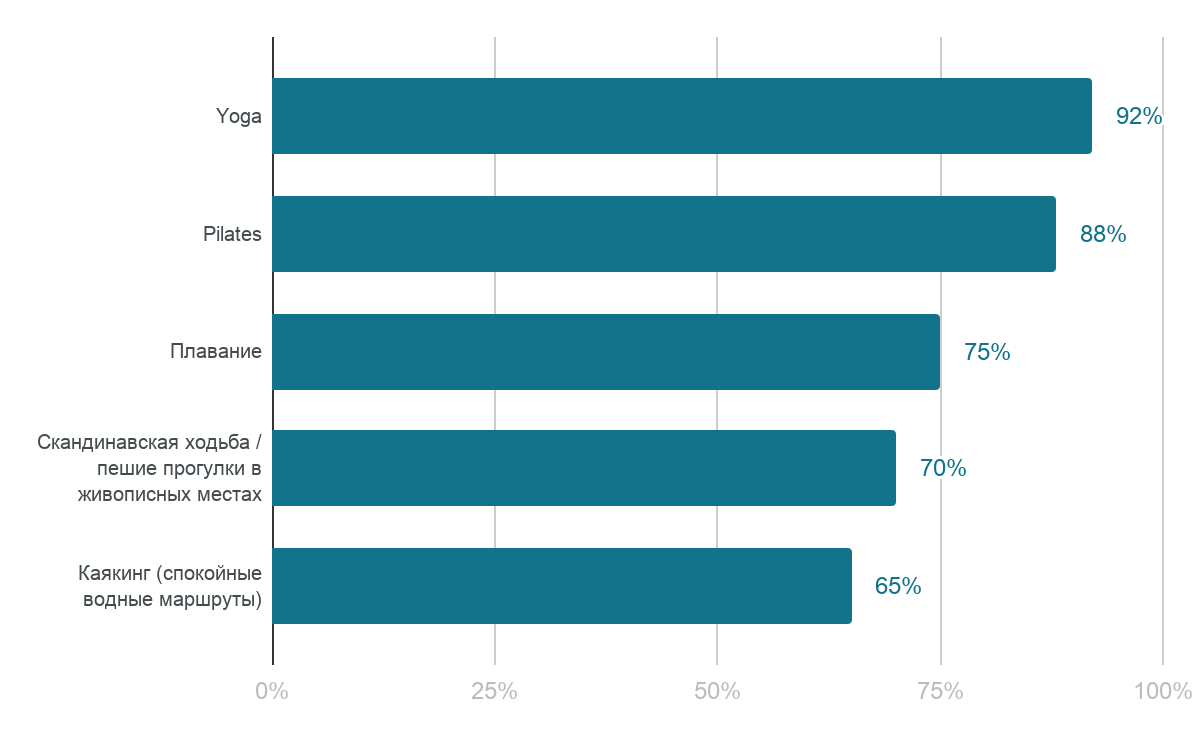 Yoga
92%
Pilates
88%
Плавание
75%
Скандинавская ходьба /
пешие прогулки в
живописных местах
70%
Каякинг (спокойные
водные маршруты)
65%
0%
25%
50%
75%
100%